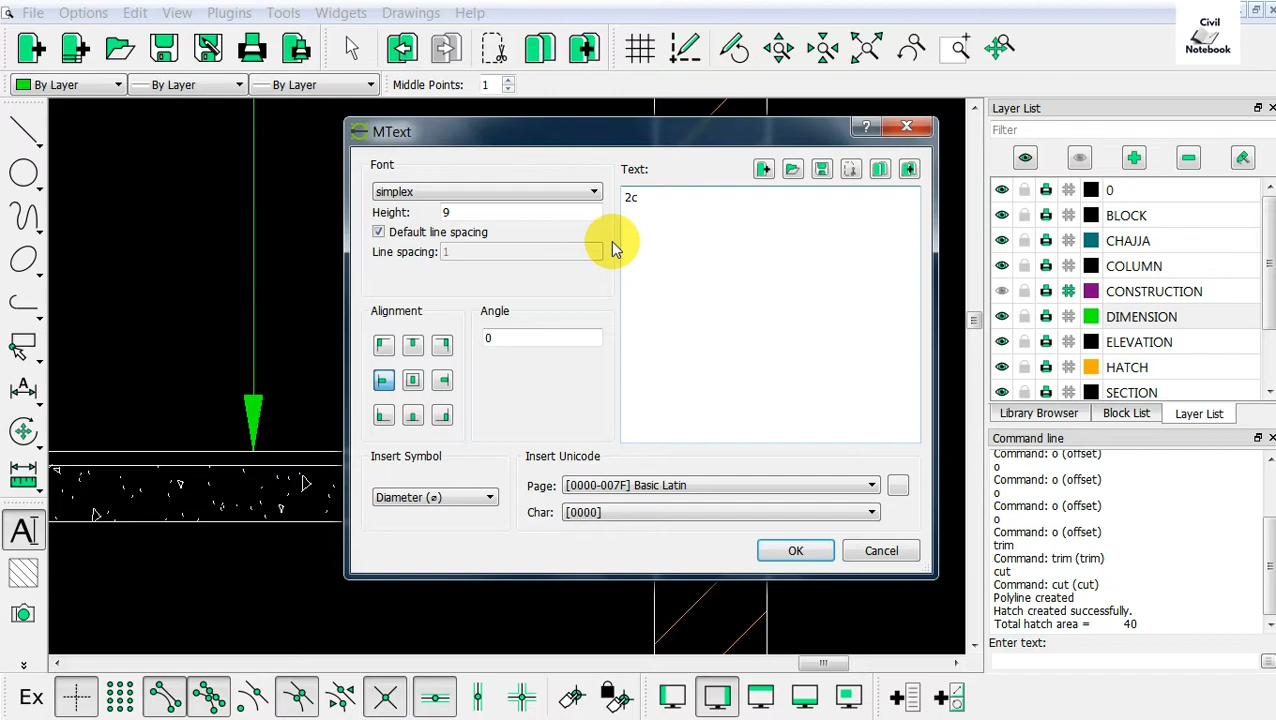 File Options Edit View Plugins Tools Widgets Drawings Help
Civil
Notebook
By Layer By Layer By Layer Middle Points: 1
Layer List
Filter
0
BLOCK
CHAJJA
COLUMN
CONSTRUCTION
DIMENSION
ELEVATION
HATCH
SECTION
Library Browser Block List Layer List
Command line
Command: o (offset)
o
Command: o (offset)
o
Command: o (offset)
o
Command: o (offset)
trim
Command: trim (trim)
cut
Command: cut (cut)
Polyline created
Hatch created successfully.
Total hatch area = 40
Enter text:
MText
Font
simplex
Height: 9
Default line spacing
Line spacing: 1
Alignment
Angle
0
Text:
2c
Insert Symbol
Diameter (ø)
Insert Unicode
Page: [0000-007F] Basic Latin
Char: [0000]
OK Cancel
A
A
Ex